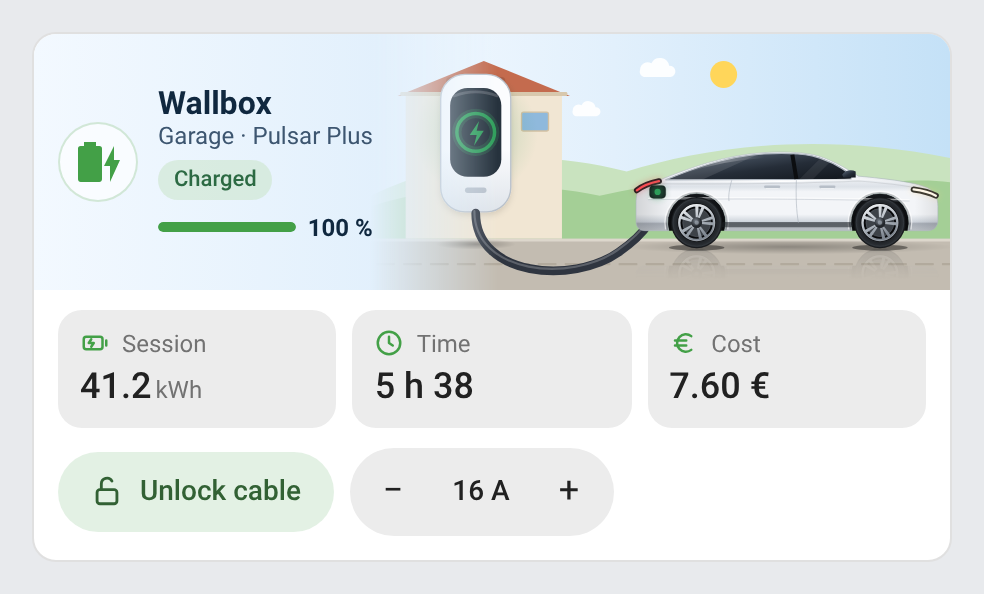 Wallbox
Garage · Pulsar Plus
Charged
100 %
Session
41.2 kWh
Time
5 h 38
Cost
7.60 €
Unlock cable
− 16 A +